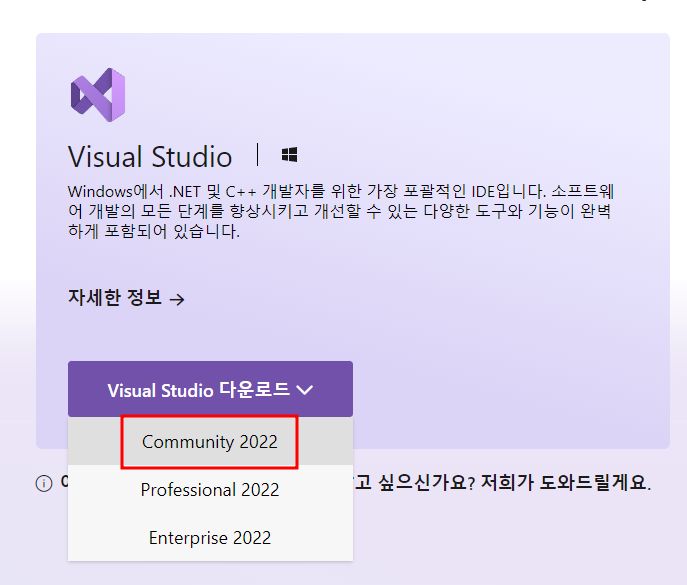 Visual Studio
Windows에서 .NET 및 C++ 개발자를 위한 가장 포괄적인 IDE입니다. 소프트웨
어 개발의 모든 단계를 향상시키고 개선할 수 있는 다양한 도구와 기능이 완벽
하게 포함되어 있습니다.
자세한 정보 →
Visual Studio 다운로드
Community 2022
고 싶으신가요? 저희가 도와드릴게요.
Professional 2022
Enterprise 2022